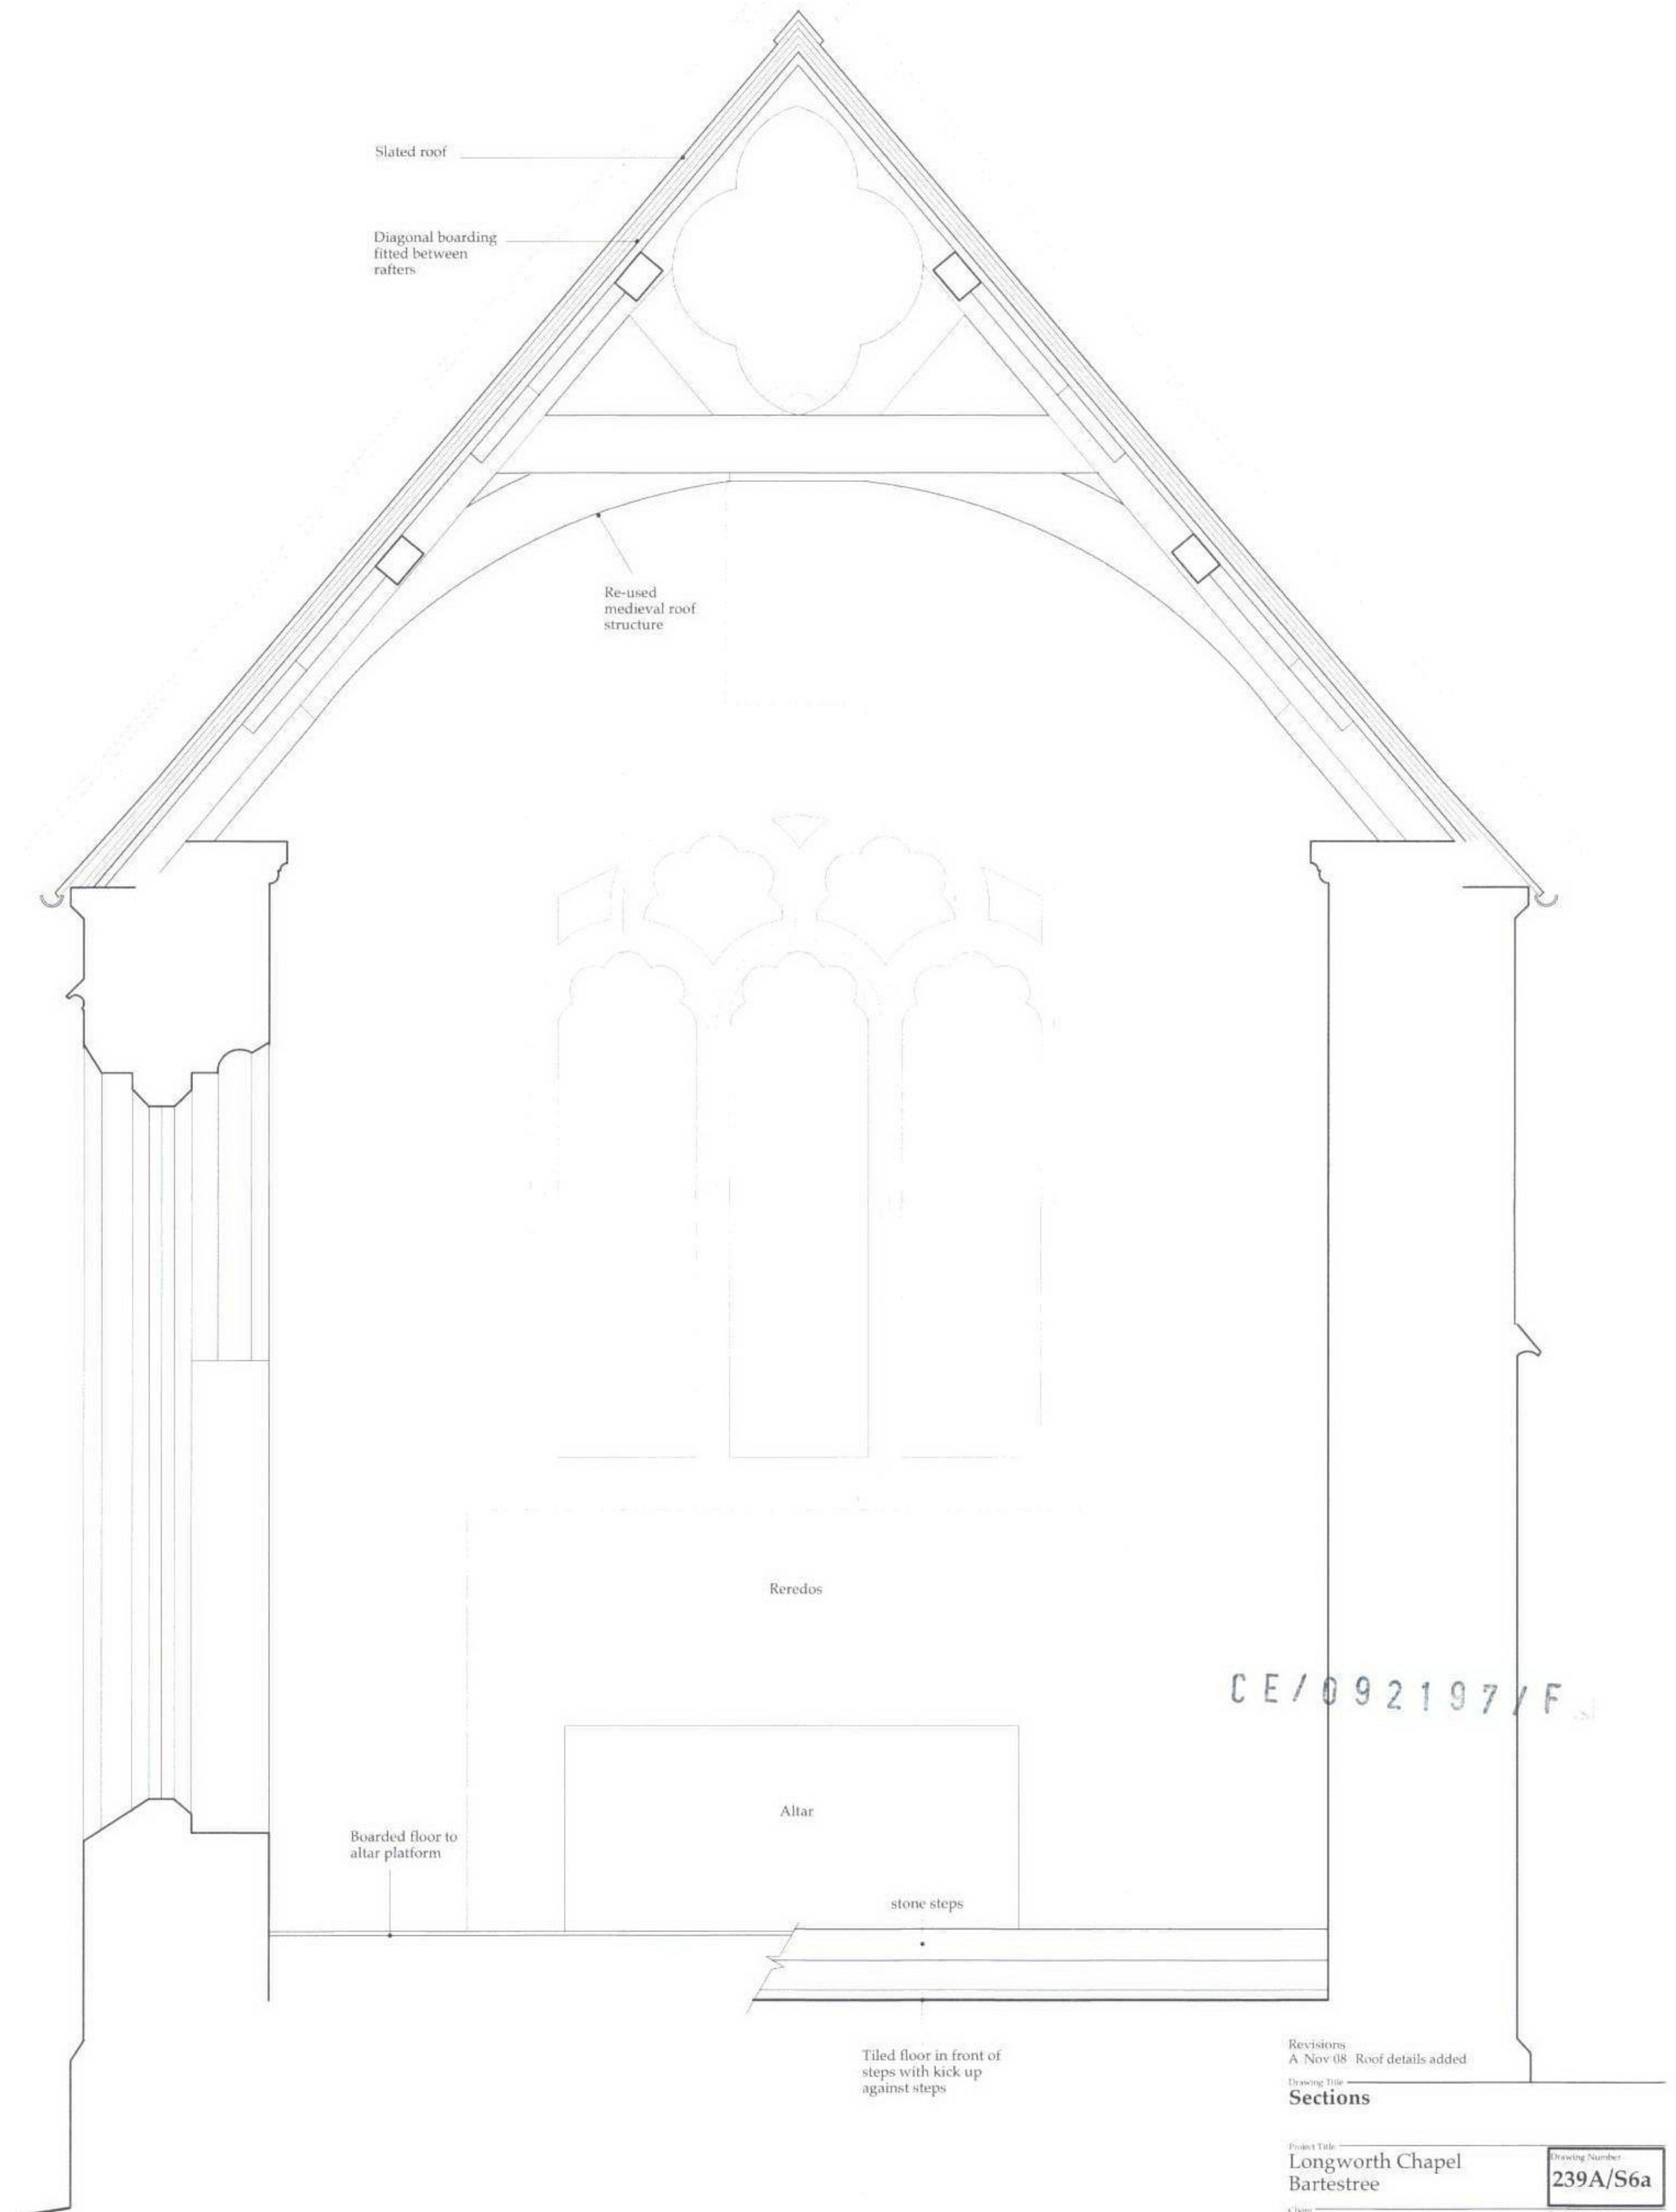 Slated roof
Diagonal boarding
fitted between
rafters
Re-used
medieval roof
structure
Reredos
CE/092197/F
Altar
Boarded floor to
altar platform
stone steps
Tiled floor in front of
steps with kick up
against steps
Revisions
A Nov 08 Roof details added
Drawing Title
Sections
Project Title
Longworth Chapel
Bartestree
Drawing Number
239A/S6a
Client